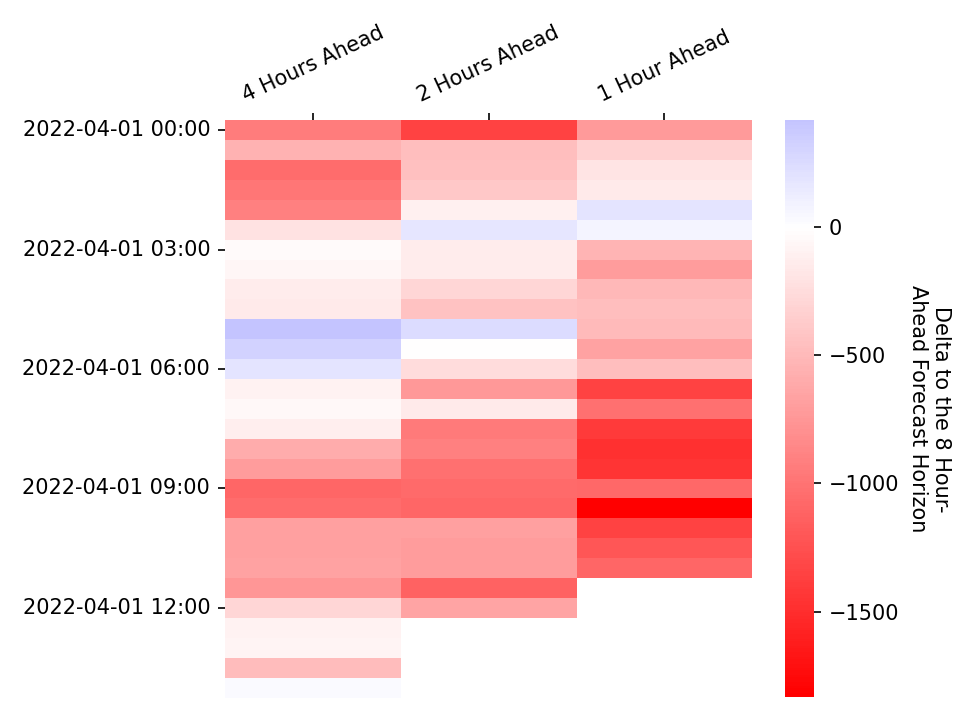 4 Hours Ahead
2 Hours Ahead
1 Hour Ahead
2022-04-01 00:00
2022-04-01 03:00
2022-04-01 06:00
2022-04-01 09:00
2022-04-01 12:00
0
−500
−1000
−1500
Delta to the 8 Hour-
Ahead Forecast Horizon